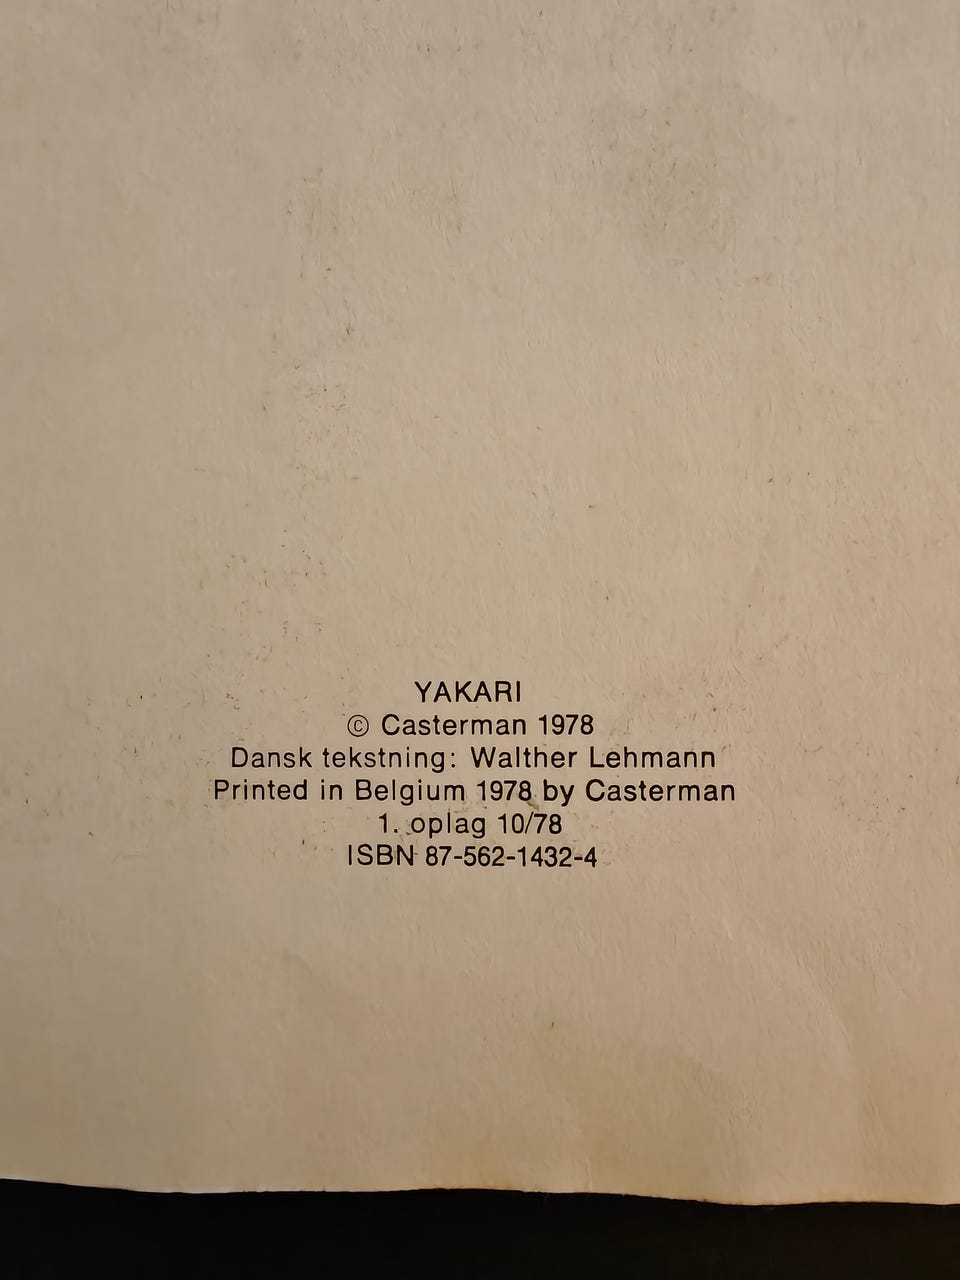 YAKARI
© Casterman 1978
Dansk tekstning: Walther Lehmann
Printed in Belgium 1978 by Casterman
1. oplag 10/78
ISBN 87-562-1432-4